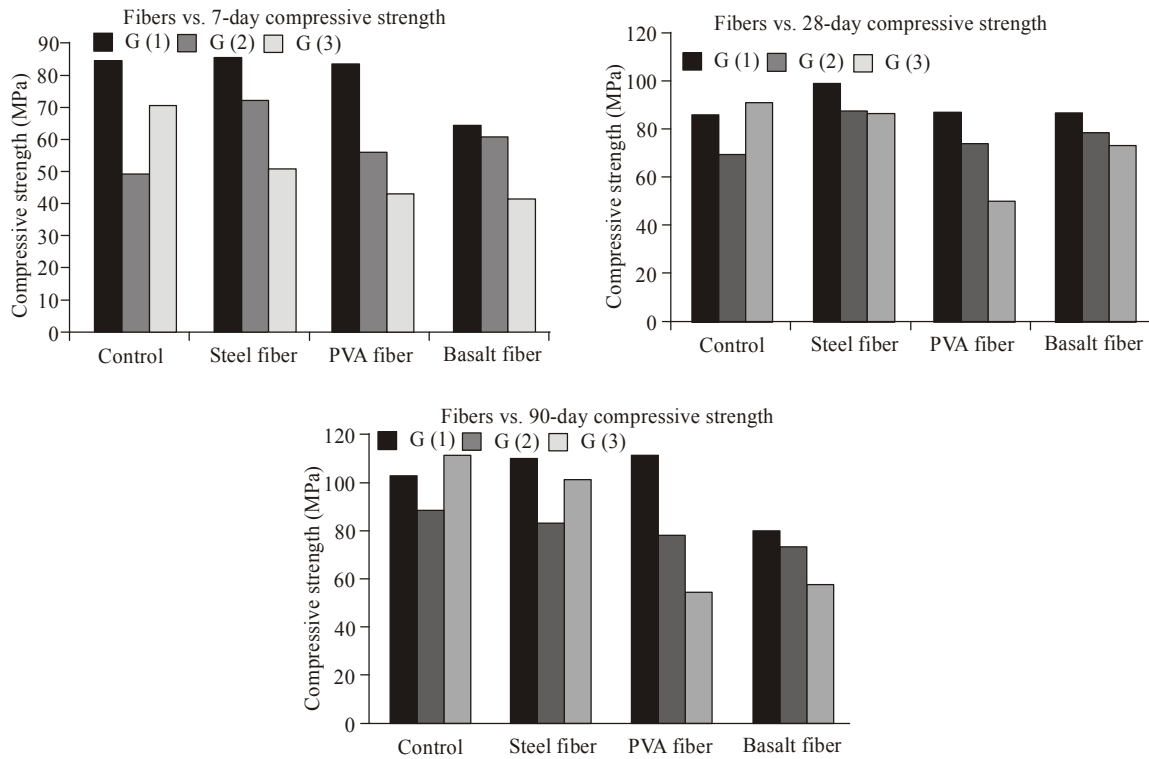 Fibers vs. 7-day compressive strength
G (1) G (2) G (3)
Compressive strength (MPa)
90
80
70
60
50
40
30
20
10
0
Control Steel fiber PVA fiber Basalt fiber
Fibers vs. 28-day compressive strength
G (1) G (2) G (3)
Compressive strength (MPa)
120
100
80
60
40
20
0
Control Steel fiber PVA fiber Basalt fiber
Fibers vs. 90-day compressive strength
G (1) G (2) G (3)
Compressive strength (MPa)
120
100
80
60
40
20
0
Control Steel fiber PVA fiber Basalt fiber